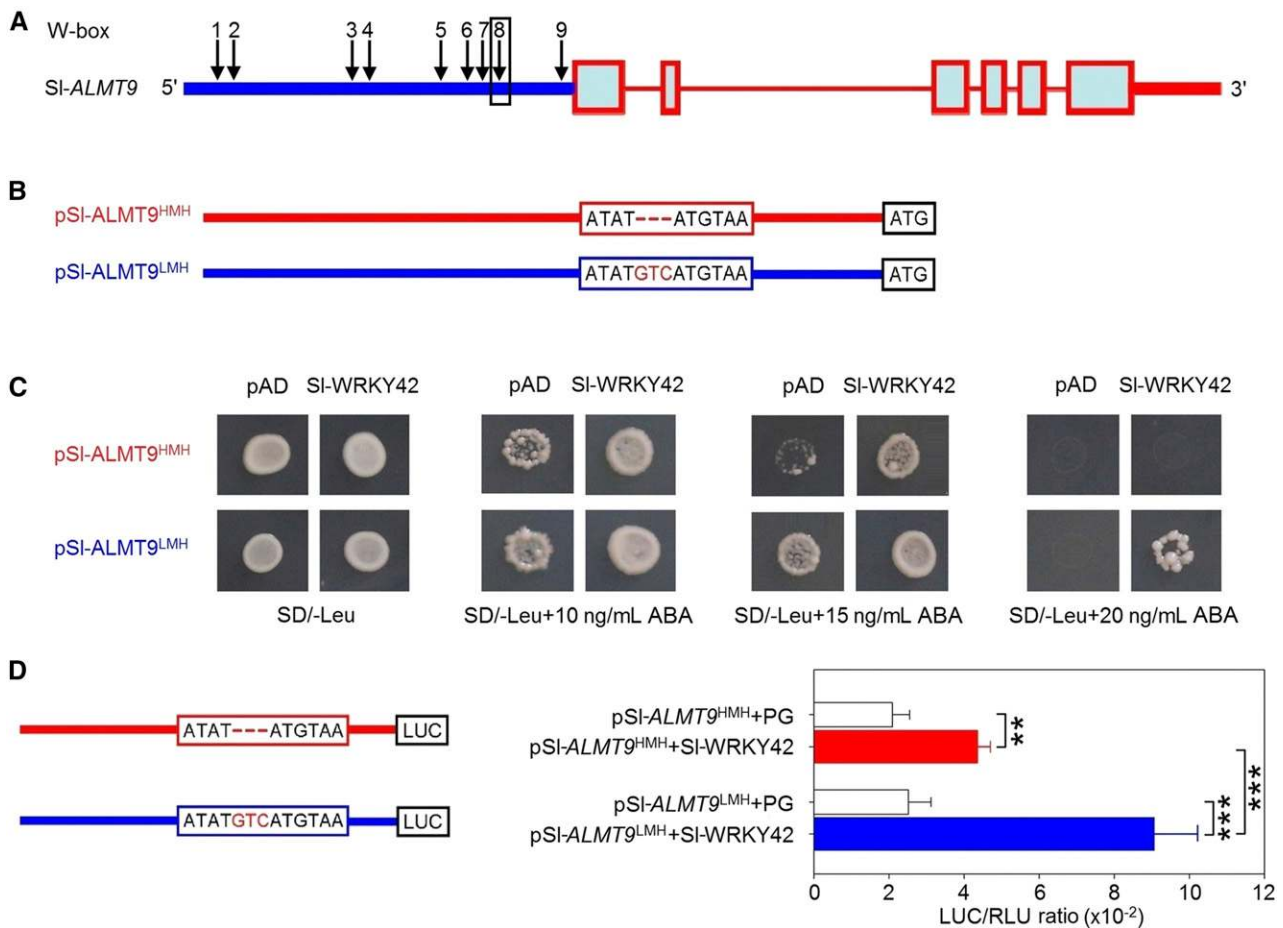 A
W-box 1 2 3 4 5 6 7 8 9
Sl-ALMT9 5' 3'
B
pSl-ALMT9HMH ATAT---ATGTAA ATG
pSl-ALMT9LMH ATATGTCATGTAA ATG
C
pAD Sl-WRKY42 pAD Sl-WRKY42 pAD Sl-WRKY42 pAD Sl-WRKY42
pSl-ALMT9HMH
pSl-ALMT9LMH
SD/-Leu SD/-Leu+10 ng/mL ABA SD/-Leu+15 ng/mL ABA SD/-Leu+20 ng/mL ABA
D
ATAT---ATGTAA LUC
ATATGTCATGTAA LUC
pSl-ALMT9HMH+PG
pSl-ALMT9HMH+Sl-WRKY42
pSl-ALMT9LMH+PG
pSl-ALMT9LMH+Sl-WRKY42
**
***
***
0 2 4 6 8 10 12
LUC/RLU ratio (x10-2)